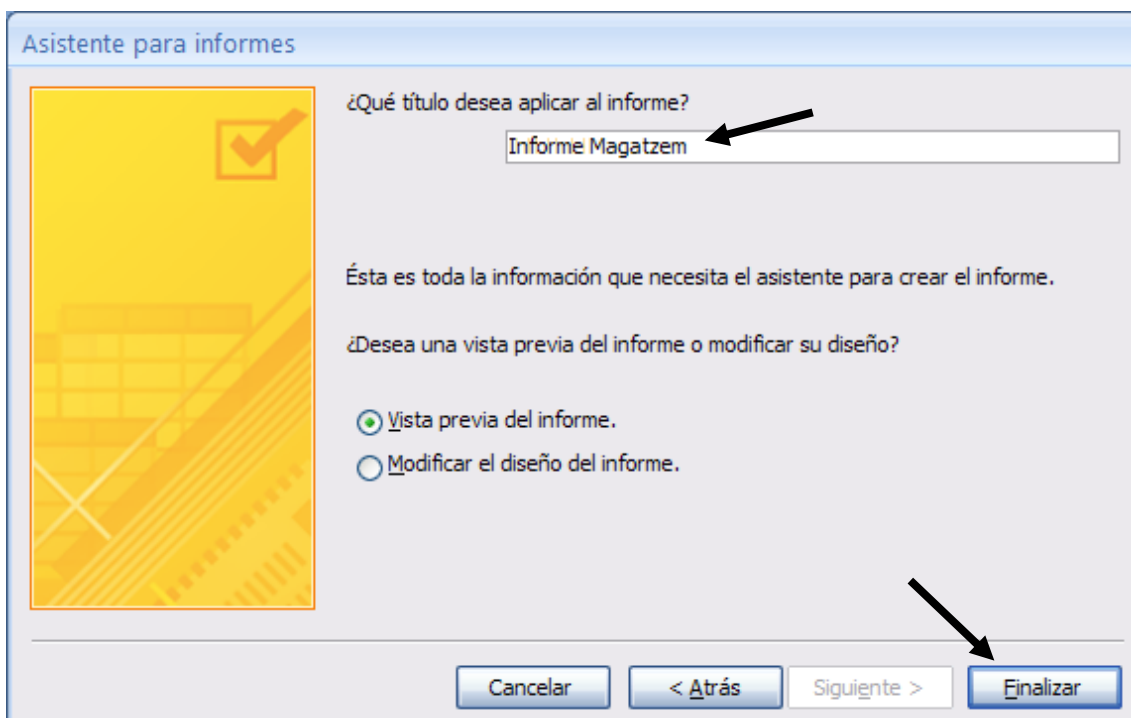 Asistente para informes
¿Qué título desea aplicar al informe?
Informe Magatzem
Ésta es toda la información que necesita el asistente para crear el informe.
¿Desea una vista previa del informe o modificar su diseño?
Vista previa del informe.
Modificar el diseño del informe.
Cancelar
< Atrás
Siguiente >
Finalizar